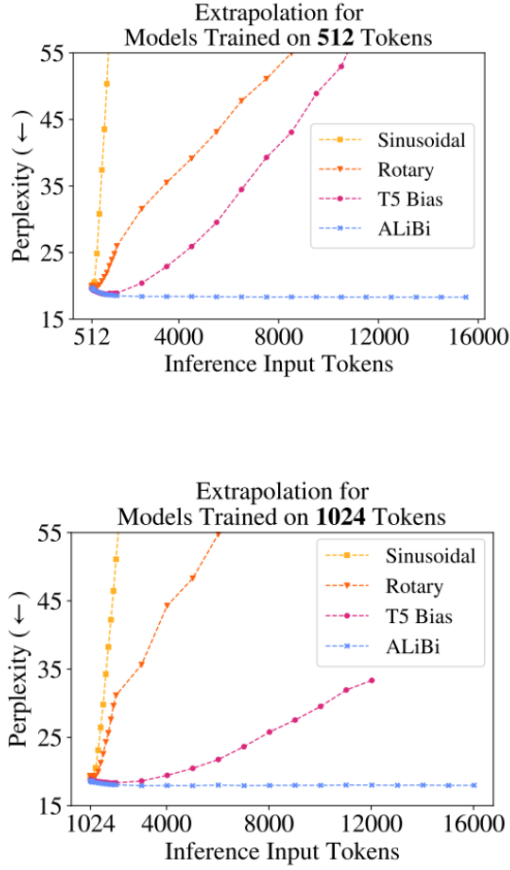 Extrapolation for
Models Trained on 512 Tokens
Perplexity (←)
55
45
35
25
15
Sinusoidal
Rotary
T5 Bias
ALiBi
512
4000
8000
12000
16000
Inference Input Tokens
Extrapolation for
Models Trained on 1024 Tokens
Perplexity (←)
55
45
35
25
15
Sinusoidal
Rotary
T5 Bias
ALiBi
1024
4000
8000
12000
16000
Inference Input Tokens